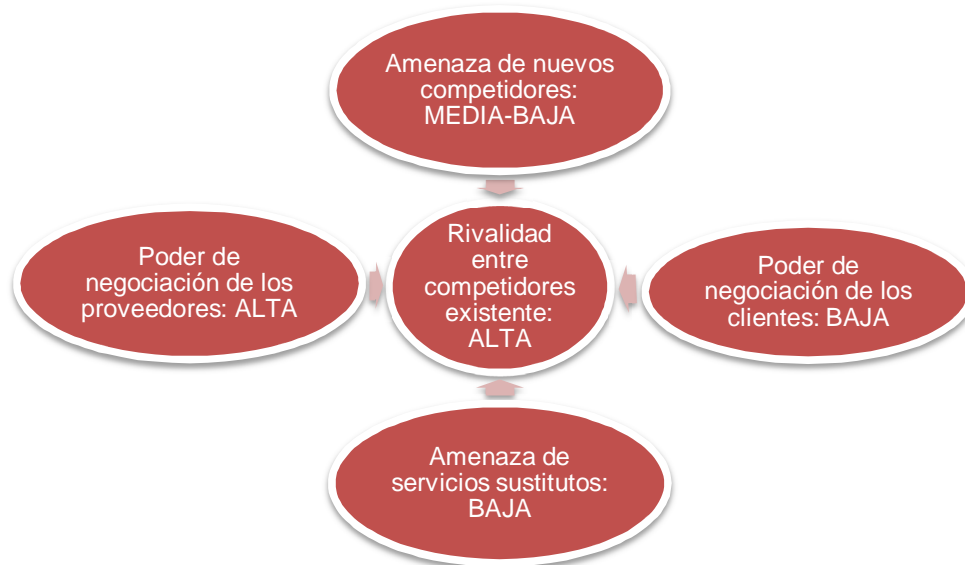 Amenaza de nuevos
competidores:
MEDIA-BAJA
Poder de
negociación de los
proveedores: ALTA
Rivalidad
entre
competidores
existente:
ALTA
Poder de
negociación de los
clientes: BAJA
Amenaza de
servicios sustitutos:
BAJA